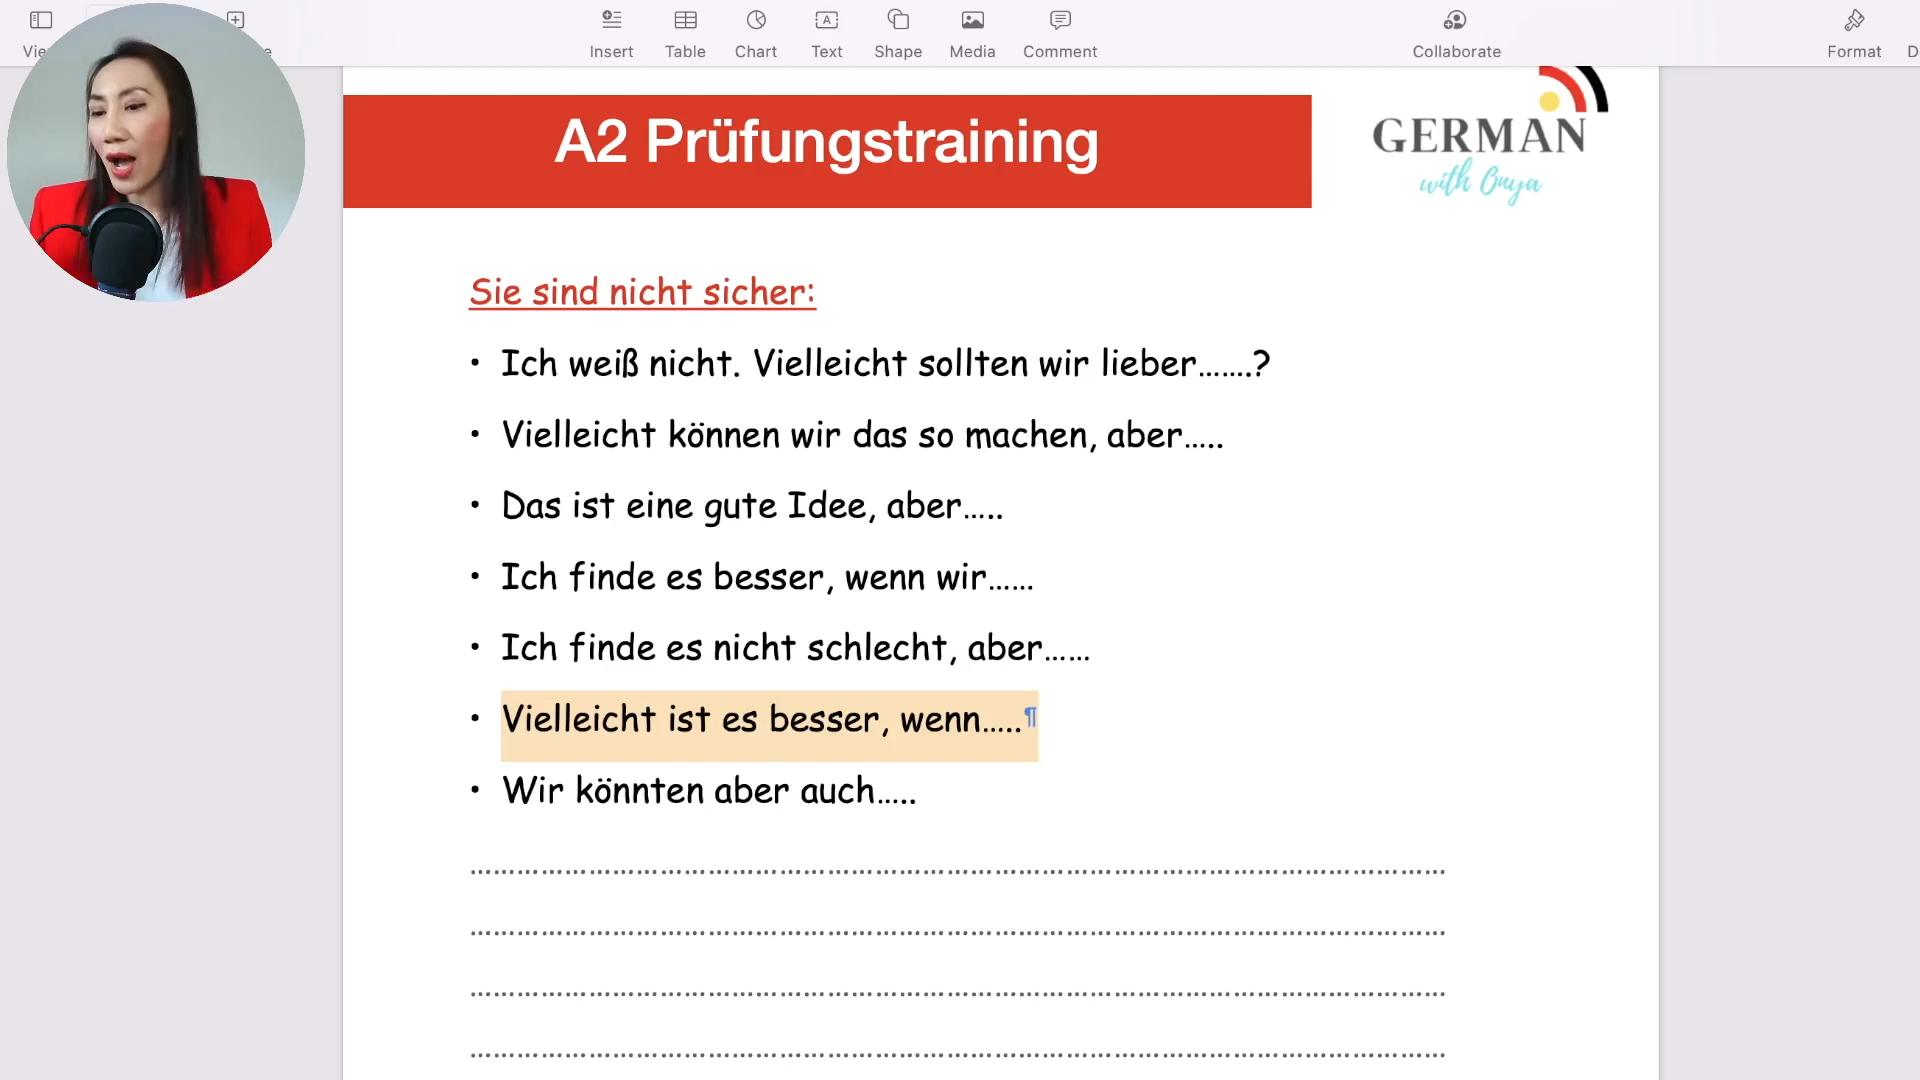 Insert Table Chart Text Shape Media Comment Collaborate Format
A2 Prüfungstraining
GERMAN
with Onya
Sie sind nicht sicher:
• Ich weiß nicht. Vielleicht sollten wir lieber…….?
• Vielleicht können wir das so machen, aber…..
• Das ist eine gute Idee, aber…..
• Ich finde es besser, wenn wir……
• Ich finde es nicht schlecht, aber……
• Vielleicht ist es besser, wenn…..¶
• Wir könnten aber auch…..